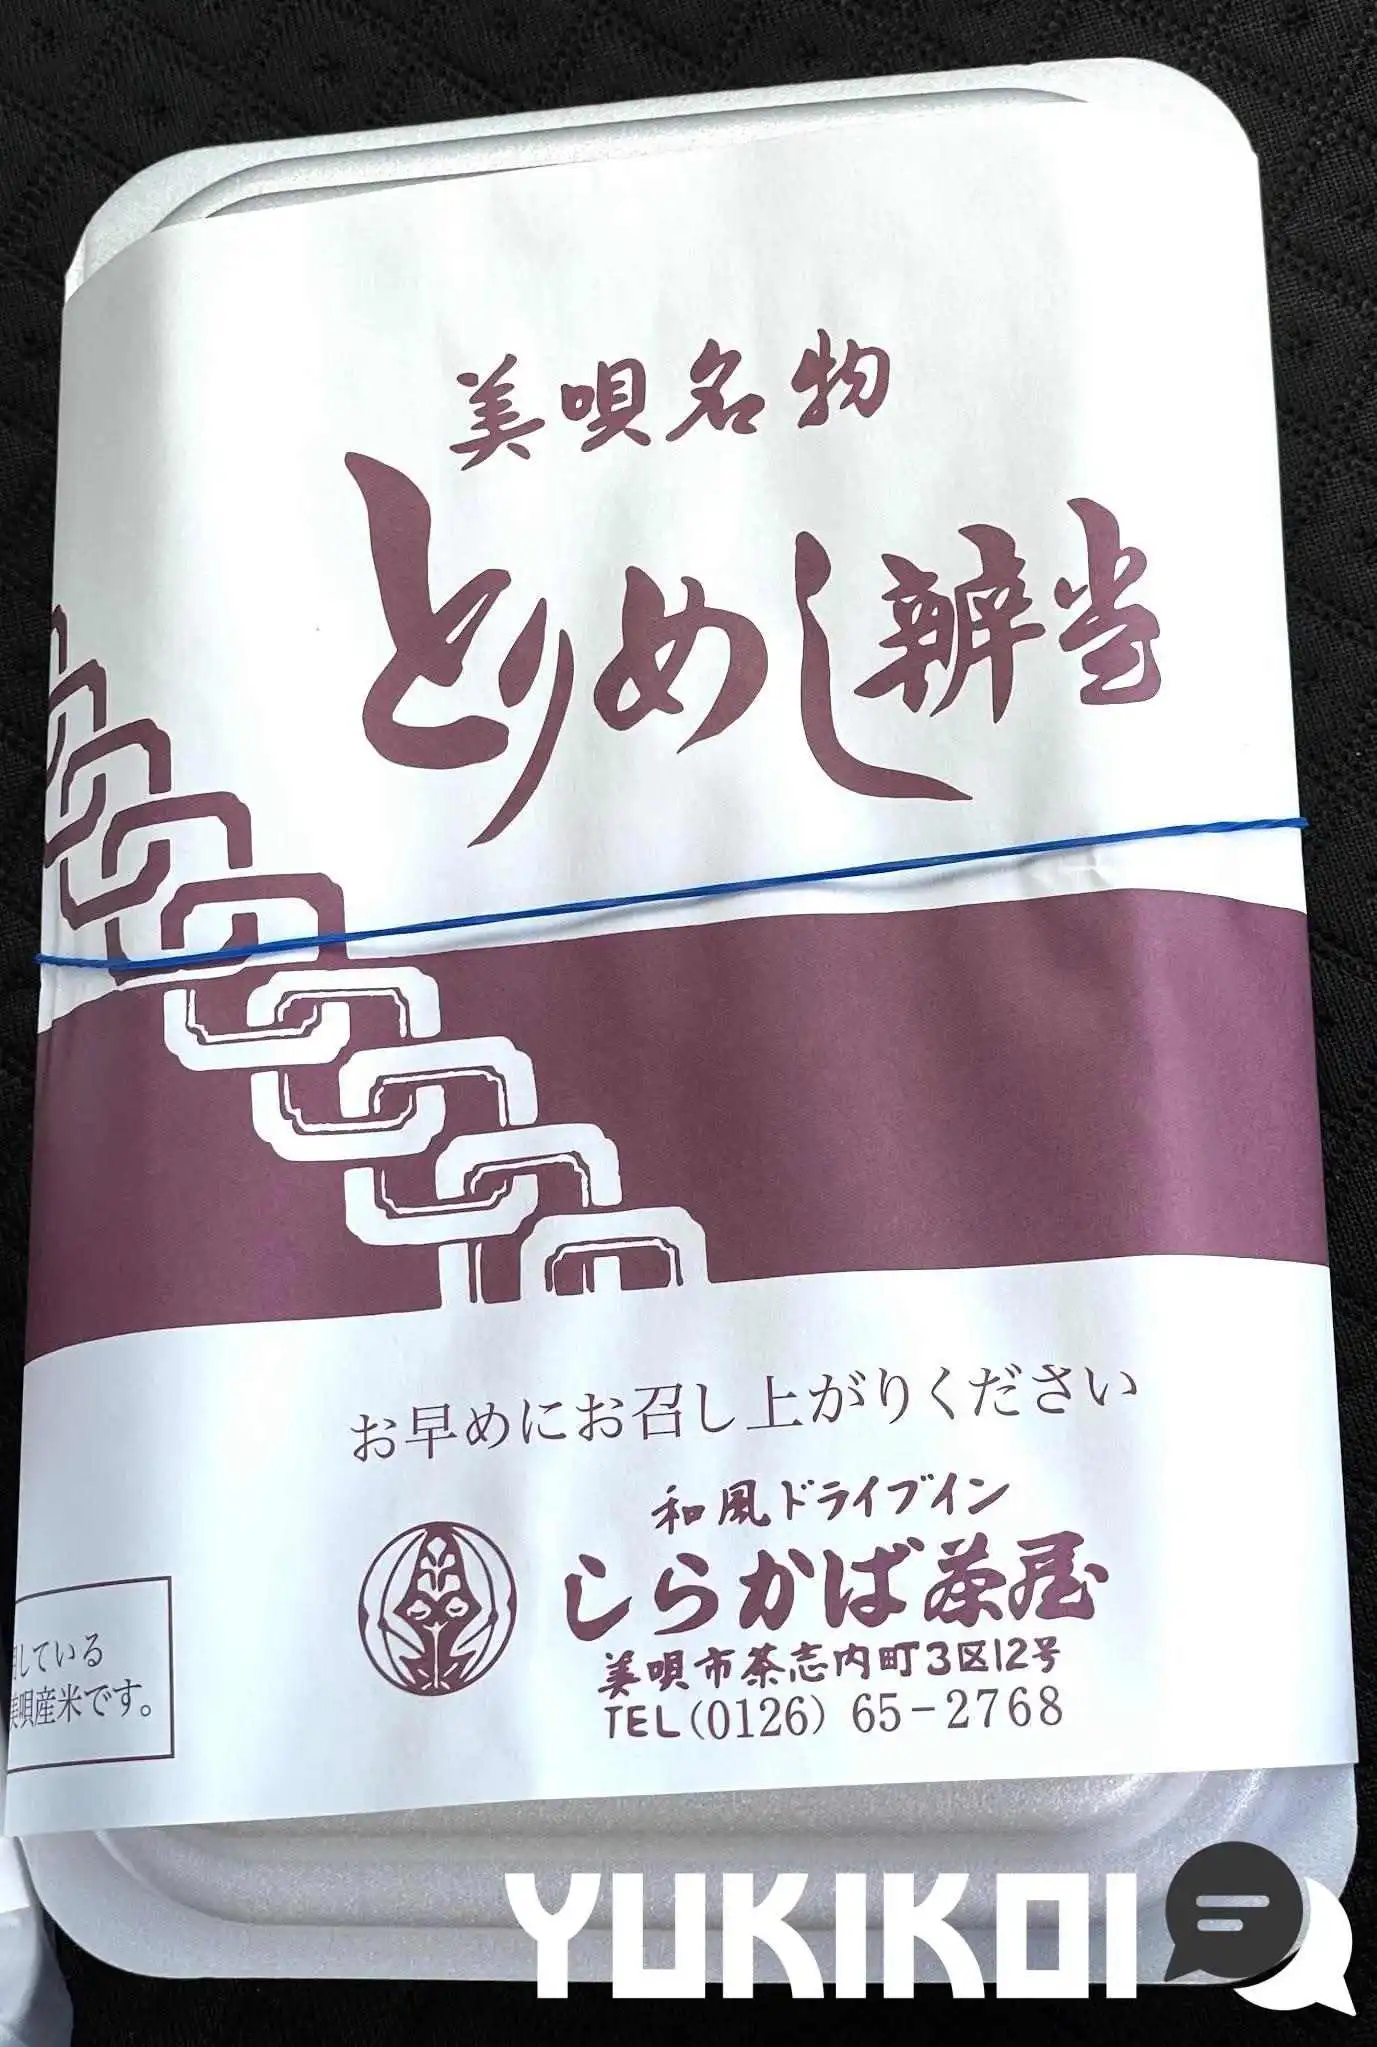 美唄名物
とりめし辨当
お早めにお召し上がりください
和風ドライブイン
しらかば茶屋
美唄市茶志内町3区12号
TEL(0126) 65-2768
している
美唄産米です。
YUKIKOI